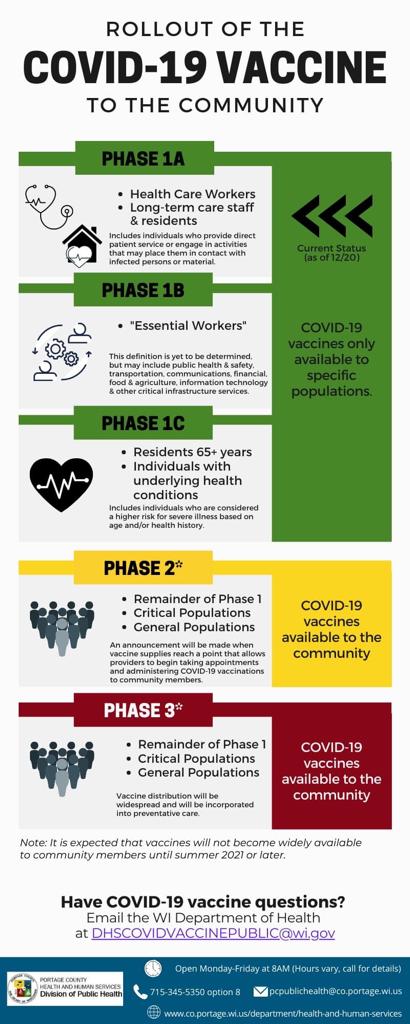 ROLLOUT OF THE
COVID-19 VACCINE
TO THE COMMUNITY
PHASE 1A
• Health Care Workers
• Long-term care staff
& residents
Includes individuals who provide direct
patient service or engage in activities
that may place them in contact with
infected persons or material.
Current Status
(as of 12/20)
PHASE 1B
• "Essential Workers"
This definition is yet to be determined,
but may include public health & safety,
transportation, communications, financial,
food & agriculture, information technology
& other critical infrastructure services.
COVID-19
vaccines only
available to
specific
populations.
PHASE 1C
• Residents 65+ years
• Individuals with
underlying health
conditions
Includes individuals who are considered
a higher risk for severe illness based on
age and/or health history.
PHASE 2*
• Remainder of Phase 1
• Critical Populations
• General Populations
An announcement will be made when
vaccine supplies reach a point that allows
providers to begin taking appointments
and administering COVID-19 vaccinations
to community members.
COVID-19
vaccines
available to the
community
PHASE 3*
• Remainder of Phase 1
• Critical Populations
• General Populations
Vaccine distribution will be
widespread and will be incorporated
into preventive care.
COVID-19
vaccines
available to the
community
Note: It is expected that vaccines will not become widely available
to community members until summer 2021 or later.
Have COVID-19 vaccine questions?
Email the WI Department of Health
at DHSCOVIDVACCINEPUBLIC@wi.gov
PORTAGE COUNTY
HEALTH AND HUMAN SERVICES
Division of Public Health
Open Monday-Friday at 8AM (Hours vary, call for details)
715-345-5350 option 8
pcpublichealth@co.portage.wi.us
www.co.portage.wi.us/department/health-and-human-services